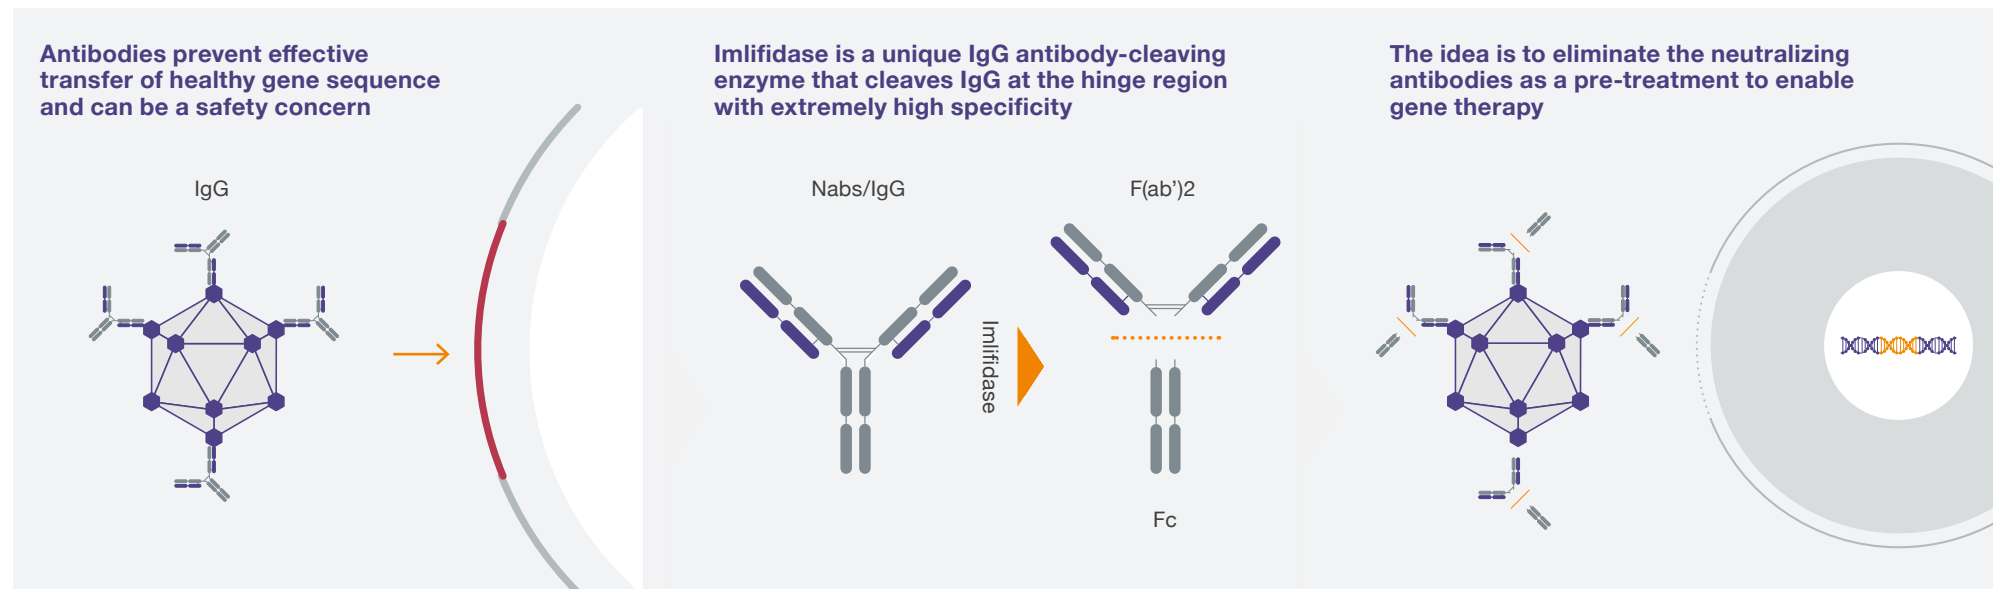 Antibodies prevent effective
transfer of healthy gene sequence
and can be a safety concern
IgG
Imlifidase is a unique IgG antibody-cleaving
enzyme that cleaves IgG at the hinge region
with extremely high specificity
Nabs/IgG
Imlifidase
F(ab’)2
Fc
The idea is to eliminate the neutralizing
antibodies as a pre-treatment to enable
gene therapy